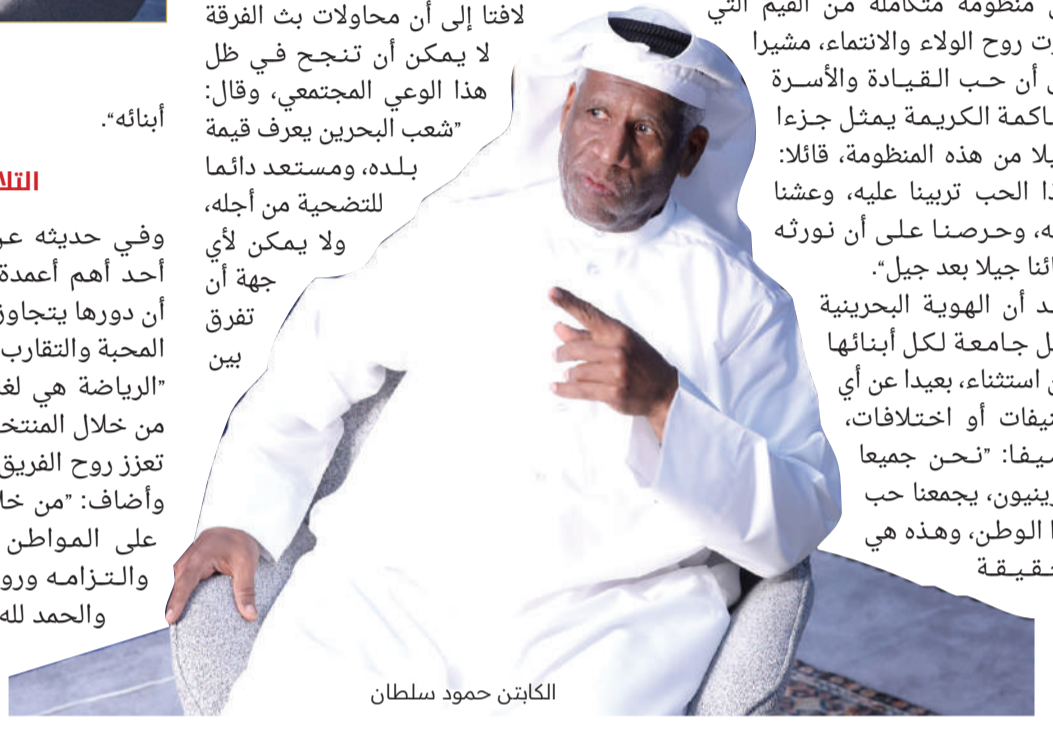 منظومة متكاملة من القيم التي
روح الولاء والانتماء، مشيرا
أن حب القيادة والأسرة
الكريمة يمثل جزءا
من هذه المنظومة، قائلا:
الحب تربينا عليه، وعشنا
وحرصنا على أن نورثه
جيلا بعد جيل“.
أن الهوية البحرينية
جامعة لكل أبنائها
استثناء، بعيدا عن أي
أو اختلافات،
”نحن جميعا
يجمعنا حب
الوطن، وهذه هي
لافتا إلى أن محاولات بث الفرقة
لا يمكن أن تنجح في ظل
هذا الوعي المجتمعي، وقال:
”شعب البحرين يعرف قيمة
بلده، ومستعد دائما
للتضحية من أجله،
ولا يمكن لأي
جهة أن
تفرق
بين
أبنائه“.
وفي حديثه
أحد أهم أعمدة
أن دورها يتجاوز
المحبة والتقارب
”الرياضة هي
من خلال
تعزز روح الفريق
وأضاف: ”من
على المواطن
والتزامه
والحمد لله
الكابتن حمود سلطان